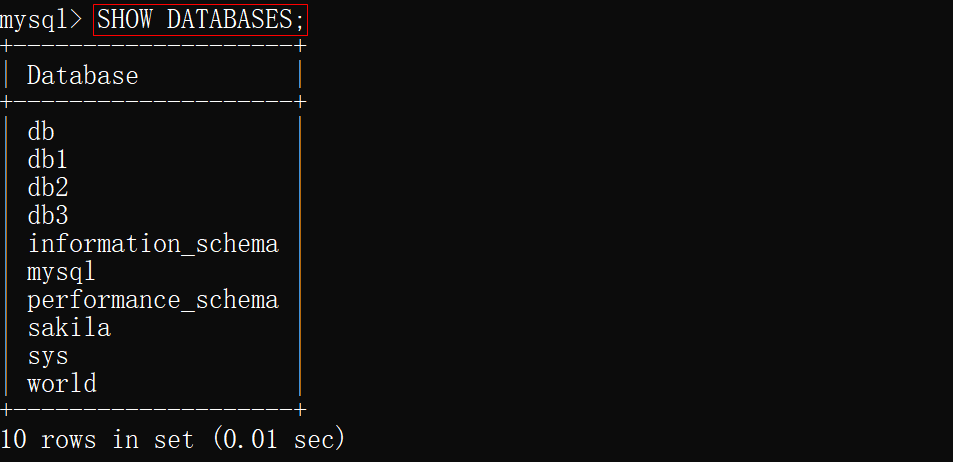 mysql> SHOW DATABASES;
+--------------------+
| Database           |
+--------------------+
| db                 |
| db1                |
| db2                |
| db3                |
| information_schema |
| mysql              |
| performance_schema |
| sakila             |
| sys                |
| world              |
+--------------------+
10 rows in set (0.01 sec)